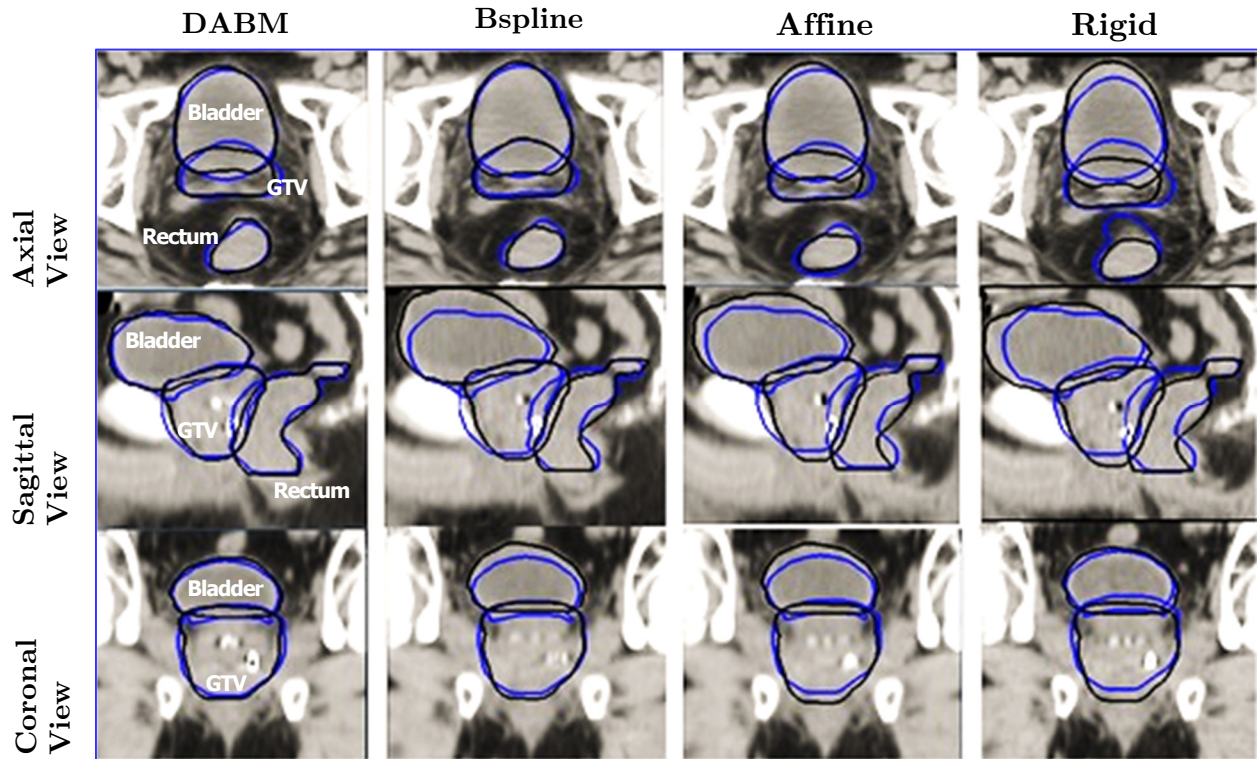 DABM
Bspline
Affine
Rigid
Axial
View
Bladder
GTV
Rectum
Sagittal
View
Bladder
GTV
Rectum
Coronal
View
Bladder
GTV